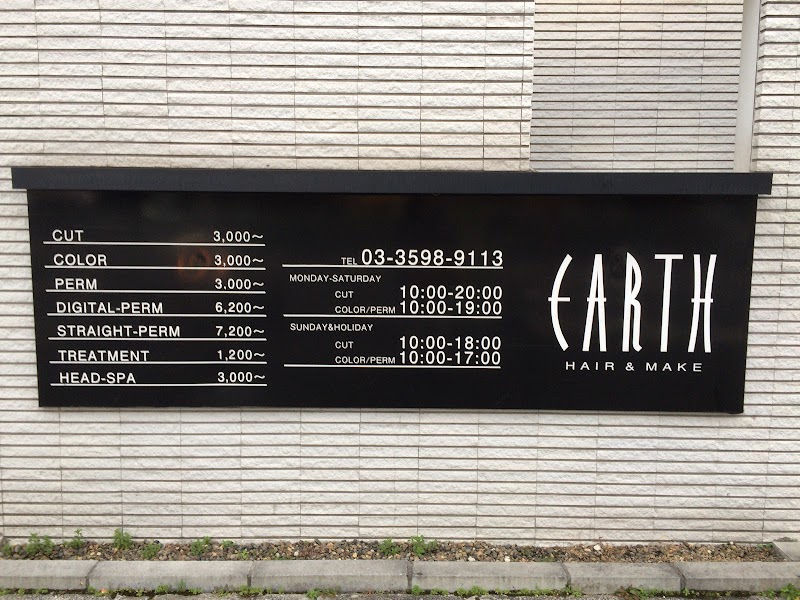 CUT 3,000～
COLOR 3,000～
PERM 3,000～
DIGITAL-PERM 6,200～
STRAIGHT-PERM 7,200～
TREATMENT 1,200～
HEAD-SPA 3,000～
TEL 03-3598-9113
MONDAY-SATURDAY
CUT 10:00-20:00
COLOR/PERM 10:00-19:00
SUNDAY&HOLIDAY
CUT 10:00-18:00
COLOR/PERM 10:00-17:00
EARTH
HAIR & MAKE